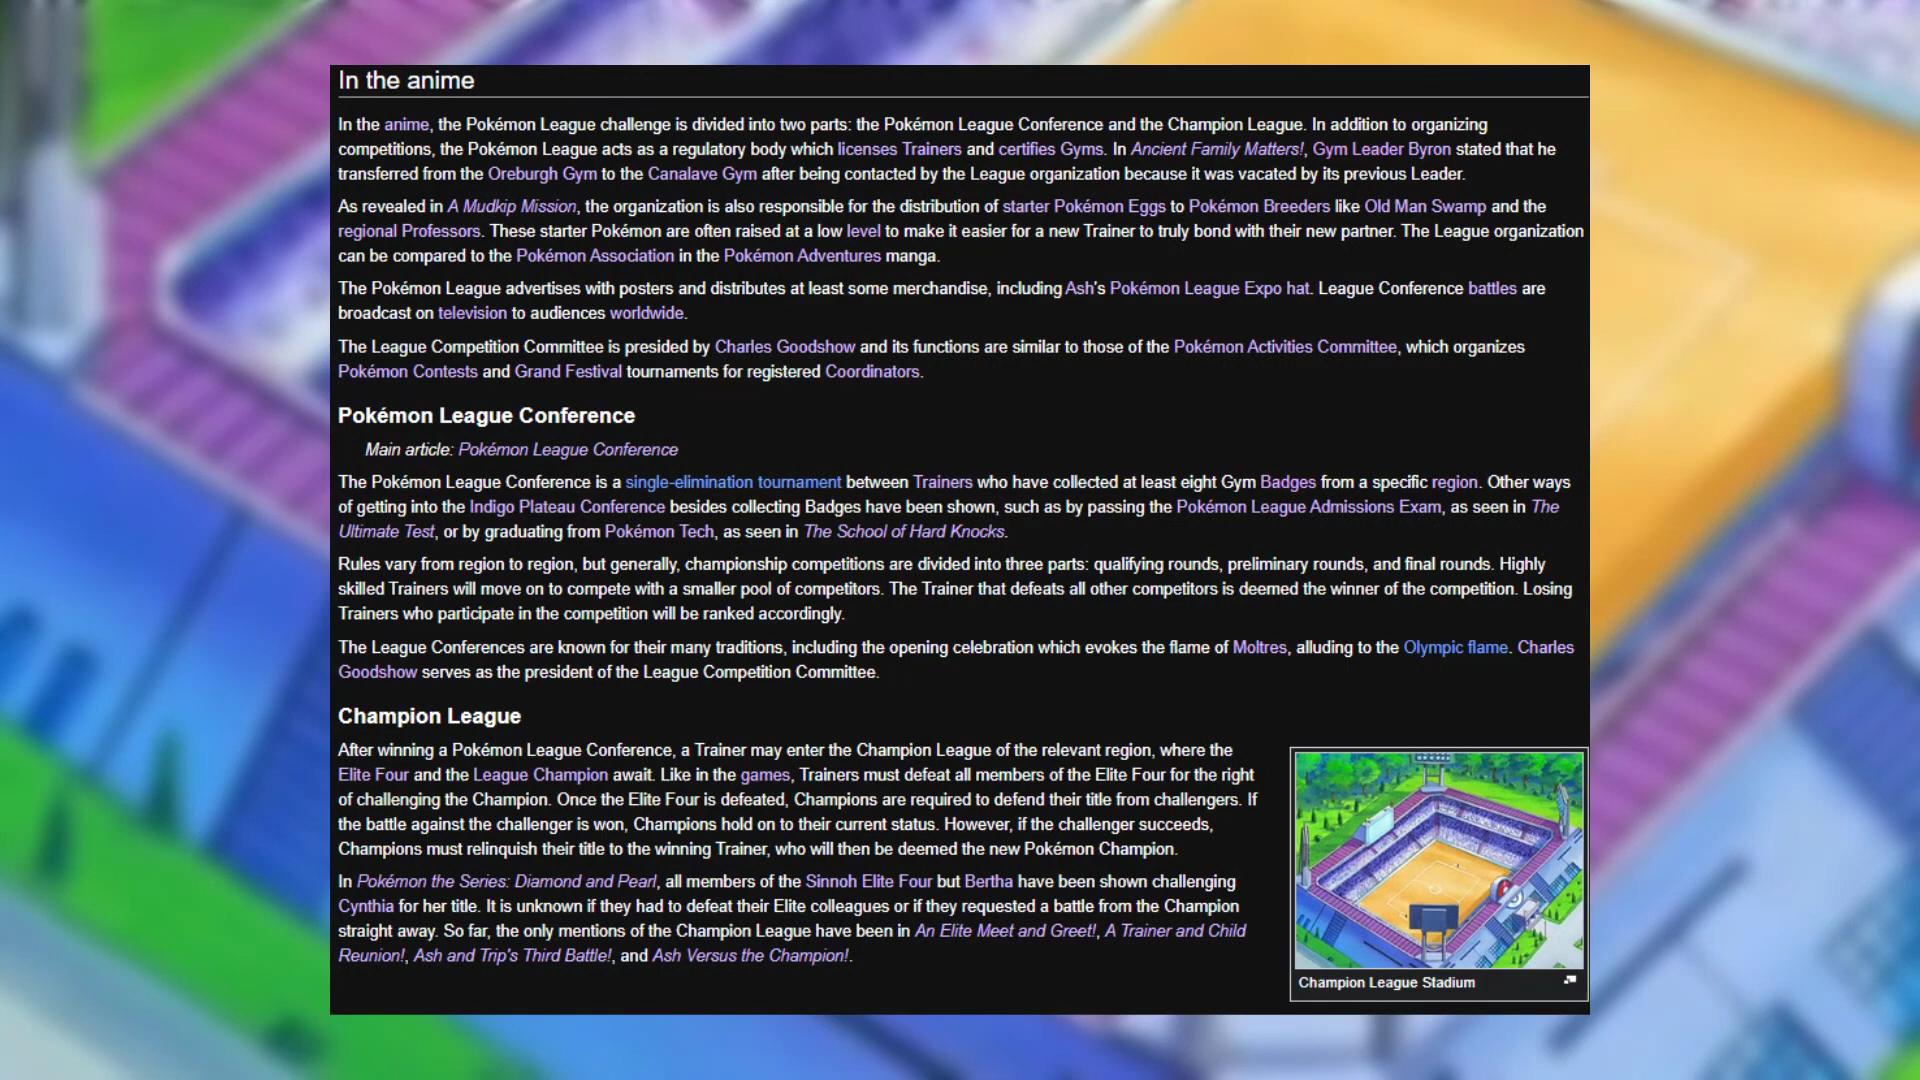 In the anime
In the anime, the Pokémon League challenge is divided into two parts: the Pokémon League Conference and the Champion League. In addition to organizing
competitions, the Pokémon League acts as a regulatory body which licenses Trainers and certifies Gyms. In Ancient Family Matters!, Gym Leader Byron stated that he
transferred from the Oreburgh Gym to the Canalave Gym after being contacted by the League organization because it was vacated by its previous Leader.
As revealed in A Mudkip Mission, the organization is also responsible for the distribution of starter Pokémon Eggs to Pokémon Breeders like Old Man Swamp and the
regional Professors. These starter Pokémon are often raised at a low level to make it easier for a new Trainer to truly bond with their new partner. The League organization
can be compared to the Pokémon Association in the Pokémon Adventures manga.
The Pokémon League advertises with posters and distributes at least some merchandise, including Ash's Pokémon League Expo hat. League Conference battles are
broadcast on television to audiences worldwide.
The League Competition Committee is presided by Charles Goodshow and its functions are similar to those of the Pokémon Activities Committee, which organizes
Pokémon Contests and Grand Festival tournaments for registered Coordinators.
Pokémon League Conference
Main article: Pokémon League Conference
The Pokémon League Conference is a single-elimination tournament between Trainers who have collected at least eight Gym Badges from a specific region. Other ways
of getting into the Indigo Plateau Conference besides collecting Badges have been shown, such as by passing the Pokémon League Admissions Exam, as seen in The
Ultimate Test, or by graduating from Pokémon Tech, as seen in The School of Hard Knocks.
Rules vary from region to region, but generally, championship competitions are divided into three parts: qualifying rounds, preliminary rounds, and final rounds. Highly
skilled Trainers will move on to compete with a smaller pool of competitors. The Trainer that defeats all other competitors is deemed the winner of the competition. Losing
Trainers who participate in the competition will be ranked accordingly.
The League Conferences are known for their many traditions, including the opening celebration which evokes the flame of Moltres, alluding to the Olympic flame. Charles
Goodshow serves as the president of the League Competition Committee.
Champion League
After winning a Pokémon League Conference, a Trainer may enter the Champion League of the relevant region, where the
Elite Four and the League Champion await. Like in the games, Trainers must defeat all members of the Elite Four for the right
of challenging the Champion. Once the Elite Four is defeated, Champions are required to defend their title from challengers. If
the battle against the challenger is won, Champions hold on to their current status. However, if the challenger succeeds,
Champions must relinquish their title to the winning Trainer, who will then be deemed the new Pokémon Champion.
In Pokémon the Series: Diamond and Pearl, all members of the Sinnoh Elite Four but Bertha have been shown challenging
Cynthia for her title. It is unknown if they had to defeat their Elite colleagues or if they requested a battle from the Champion
straight away. So far, the only mentions of the Champion League have been in An Elite Meet and Greet!, A Trainer and Child
Reunion!, Ash and Trip's Third Battle!, and Ash Versus the Champion!.
Champion League Stadium